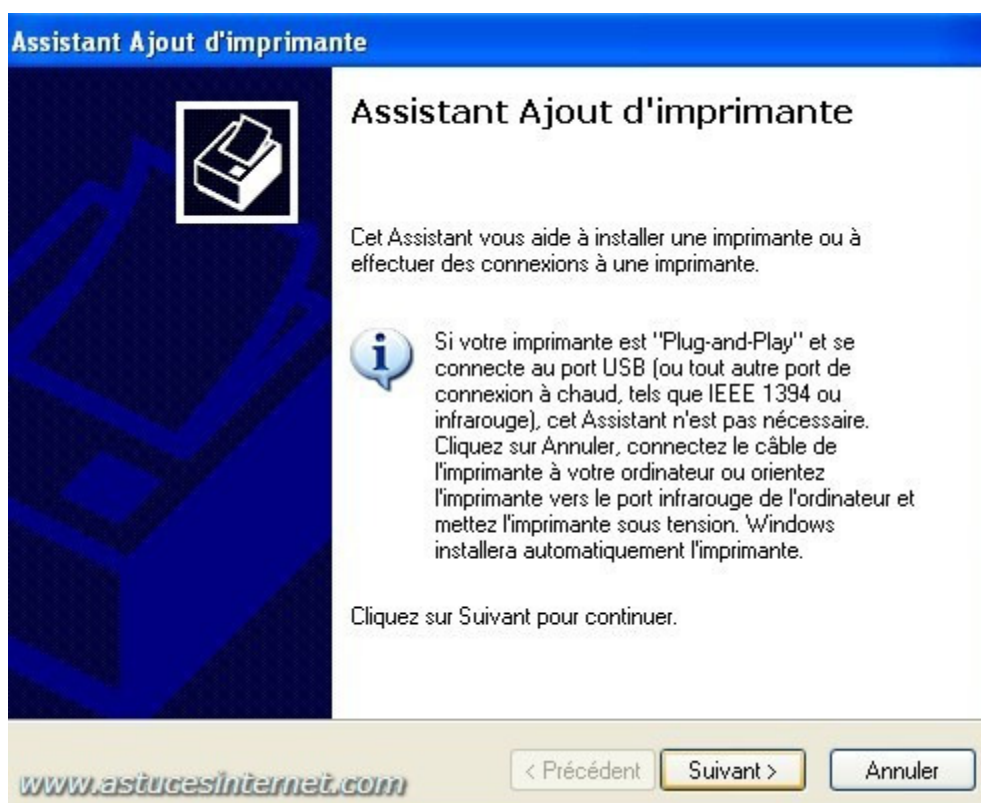 Assistant Ajout d'imprimante
Assistant Ajout d'imprimante
Cet Assistant vous aide à installer une imprimante ou à
effectuer des connexions à une imprimante.
Si votre imprimante est "Plug-and-Play" et se
connecte au port USB (ou tout autre port de
connexion à chaud, tels que IEEE 1394 ou
infrarouge), cet Assistant n'est pas nécessaire.
Cliquez sur Annuler, connectez le câble de
l'imprimante à votre ordinateur ou orientez
l'imprimante vers le port infrarouge de l'ordinateur et
mettez l'imprimante sous tension. Windows
installera automatiquement l'imprimante.
Cliquez sur Suivant pour continuer.
www.astucesinternet.com
< Précédent Suivant > Annuler